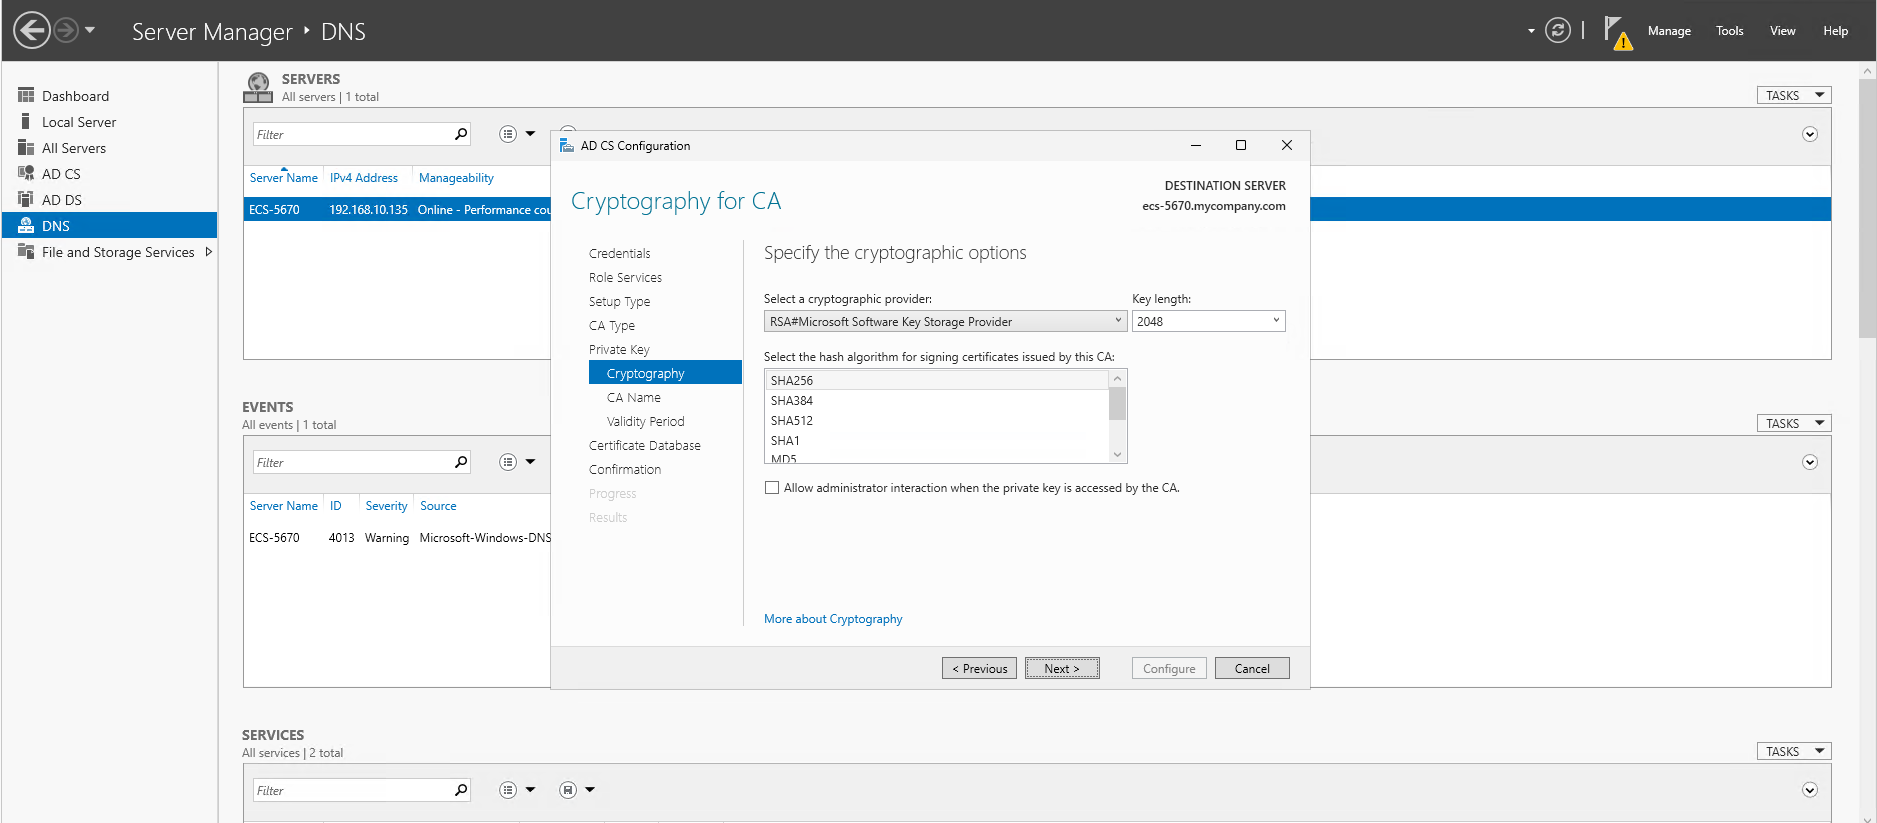 Server Manager ‣ DNS
Manage Tools View Help
Dashboard
Local Server
All Servers
AD CS
AD DS
DNS
File and Storage Services
SERVERS
All servers | 1 total
TASKS
Filter
Server Name IPv4 Address Manageability
ECS-5670 192.168.10.135 Online - Performance cou
EVENTS
All events | 1 total
TASKS
Filter
Server Name ID Severity Source
ECS-5670 4013 Warning Microsoft-Windows-DNS
SERVICES
All services | 2 total
TASKS
Filter
AD CS Configuration
Cryptography for CA
DESTINATION SERVER
ecs-5670.mycompany.com
Credentials
Role Services
Setup Type
CA Type
Private Key
Cryptography
CA Name
Validity Period
Certificate Database
Confirmation
Progress
Results
Specify the cryptographic options
Select a cryptographic provider: Key length:
RSA#Microsoft Software Key Storage Provider 2048
Select the hash algorithm for signing certificates issued by this CA:
SHA256
SHA384
SHA512
SHA1
MD5
Allow administrator interaction when the private key is accessed by the CA.
More about Cryptography
< Previous Next > Configure Cancel